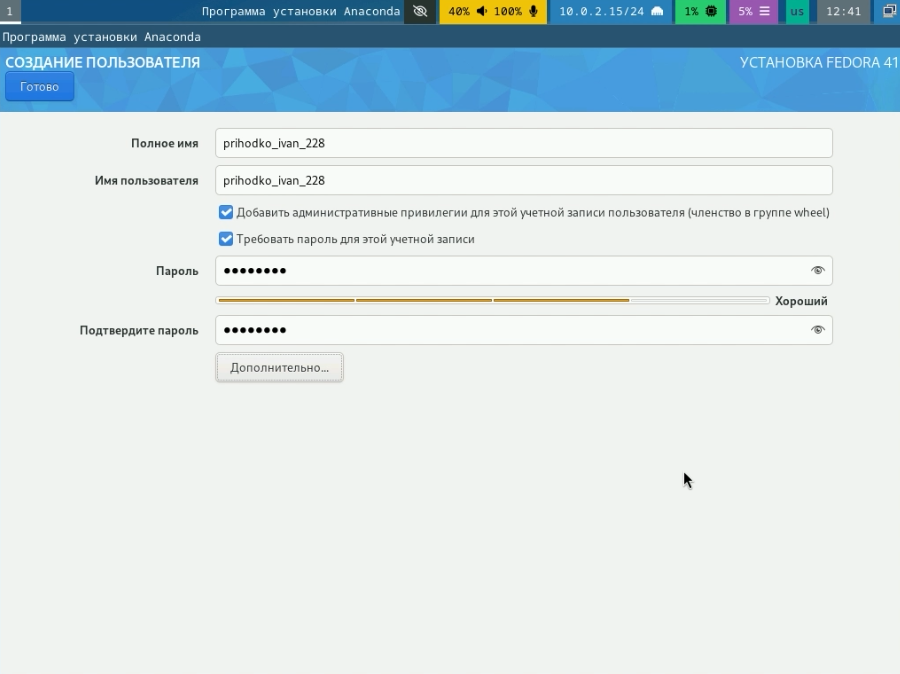 1 Программа установки Anaconda 40% 100% 10.0.2.15/24 1% 5% us 12:41
Программа установки Anaconda
СОЗДАНИЕ ПОЛЬЗОВАТЕЛЯ УСТАНОВКА FEDORA 41
Готово
Полное имя prihodko_ivan_228
Имя пользователя prihodko_ivan_228
Добавить административные привилегии для этой учетной записи пользователя (членство в группе wheel)
Требовать пароль для этой учетной записи
Пароль ●●●●●●●●
Хороший
Подтвердите пароль ●●●●●●●●
Дополнительно...